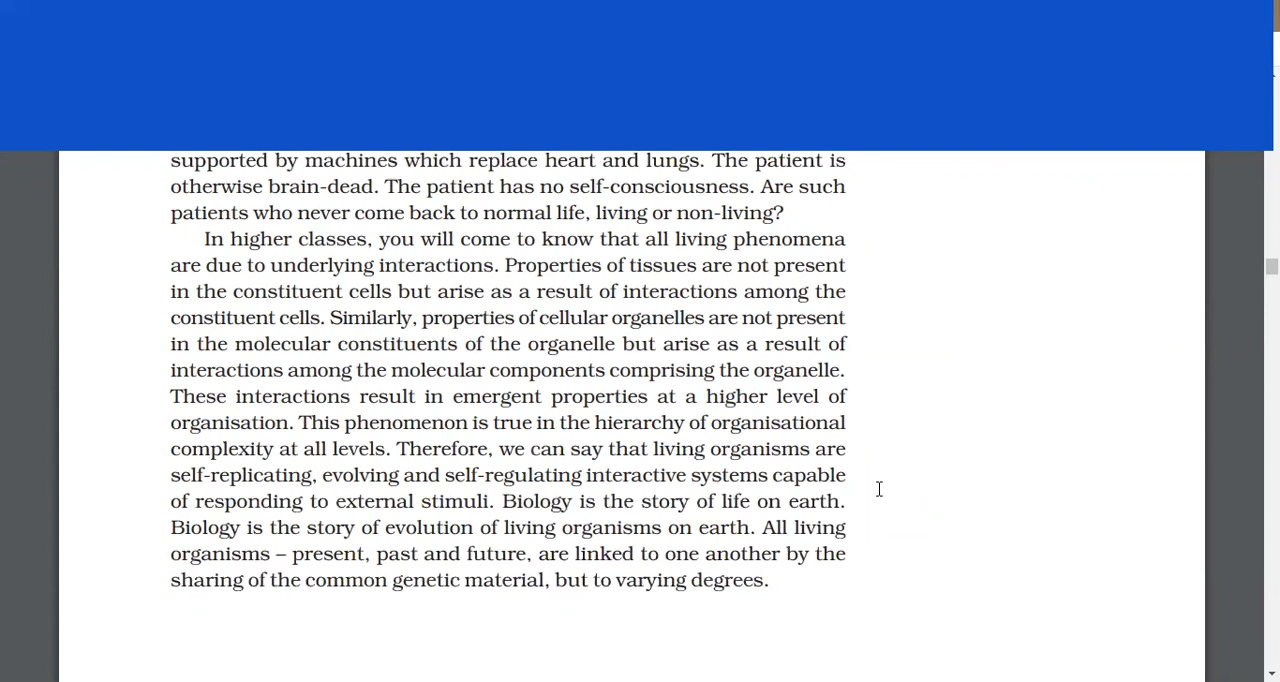 supported by machines which replace heart and lungs. The patient is
otherwise brain-dead. The patient has no self-consciousness. Are such
patients who never come back to normal life, living or non-living?
In higher classes, you will come to know that all living phenomena
are due to underlying interactions. Properties of tissues are not present
in the constituent cells but arise as a result of interactions among the
constituent cells. Similarly, properties of cellular organelles are not present
in the molecular constituents of the organelle but arise as a result of
interactions among the molecular components comprising the organelle.
These interactions result in emergent properties at a higher level of
organisation. This phenomenon is true in the hierarchy of organisational
complexity at all levels. Therefore, we can say that living organisms are
self-replicating, evolving and self-regulating interactive systems capable
of responding to external stimuli. Biology is the story of life on earth.
Biology is the story of evolution of living organisms on earth. All living
organisms – present, past and future, are linked to one another by the
sharing of the common genetic material, but to varying degrees.